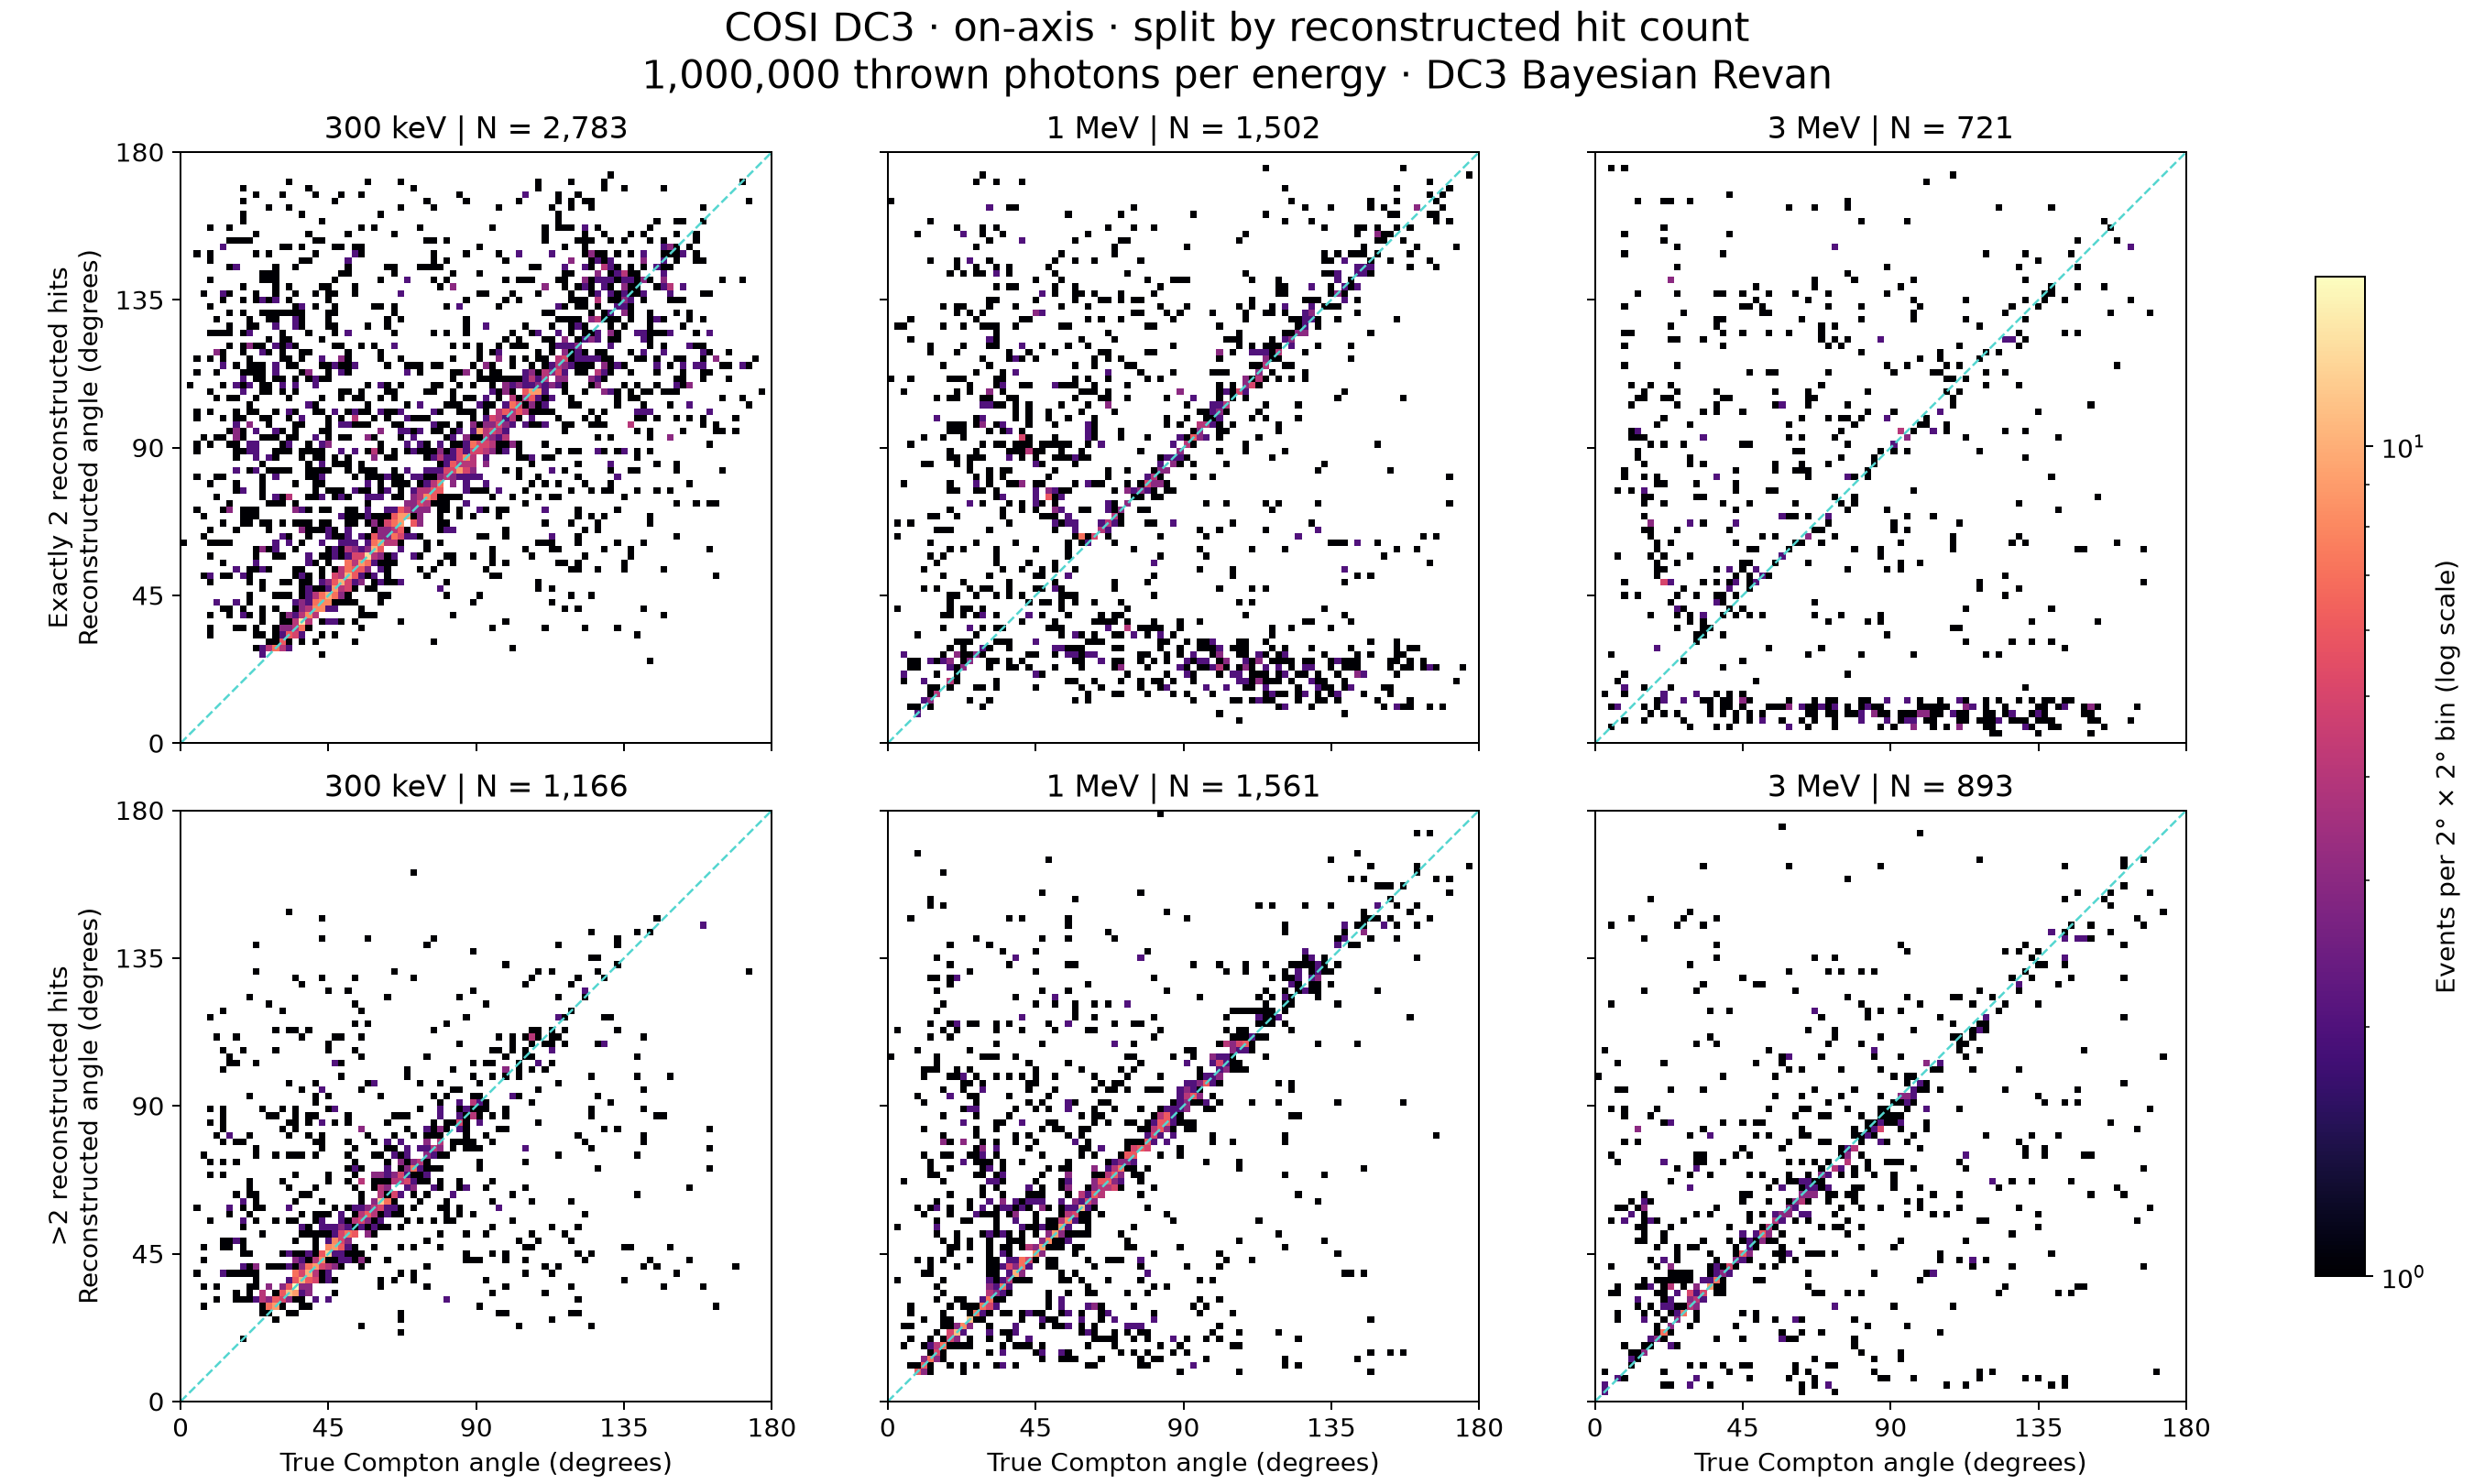 COSI DC3 · on-axis · split by reconstructed hit count
1,000,000 thrown photons per energy · DC3 Bayesian Revan
300 keV | N = 2,783
1 MeV | N = 1,502
3 MeV | N = 721
Exactly 2 reconstructed hits
Reconstructed angle (degrees)
180
135
90
45
0
300 keV | N = 1,166
1 MeV | N = 1,561
3 MeV | N = 893
>2 reconstructed hits
Reconstructed angle (degrees)
180
135
90
45
0
0 45 90 135 180
0 45 90 135 180
0 45 90 135 180
True Compton angle (degrees)
True Compton angle (degrees)
True Compton angle (degrees)
10¹
10⁰
Events per 2° × 2° bin (log scale)